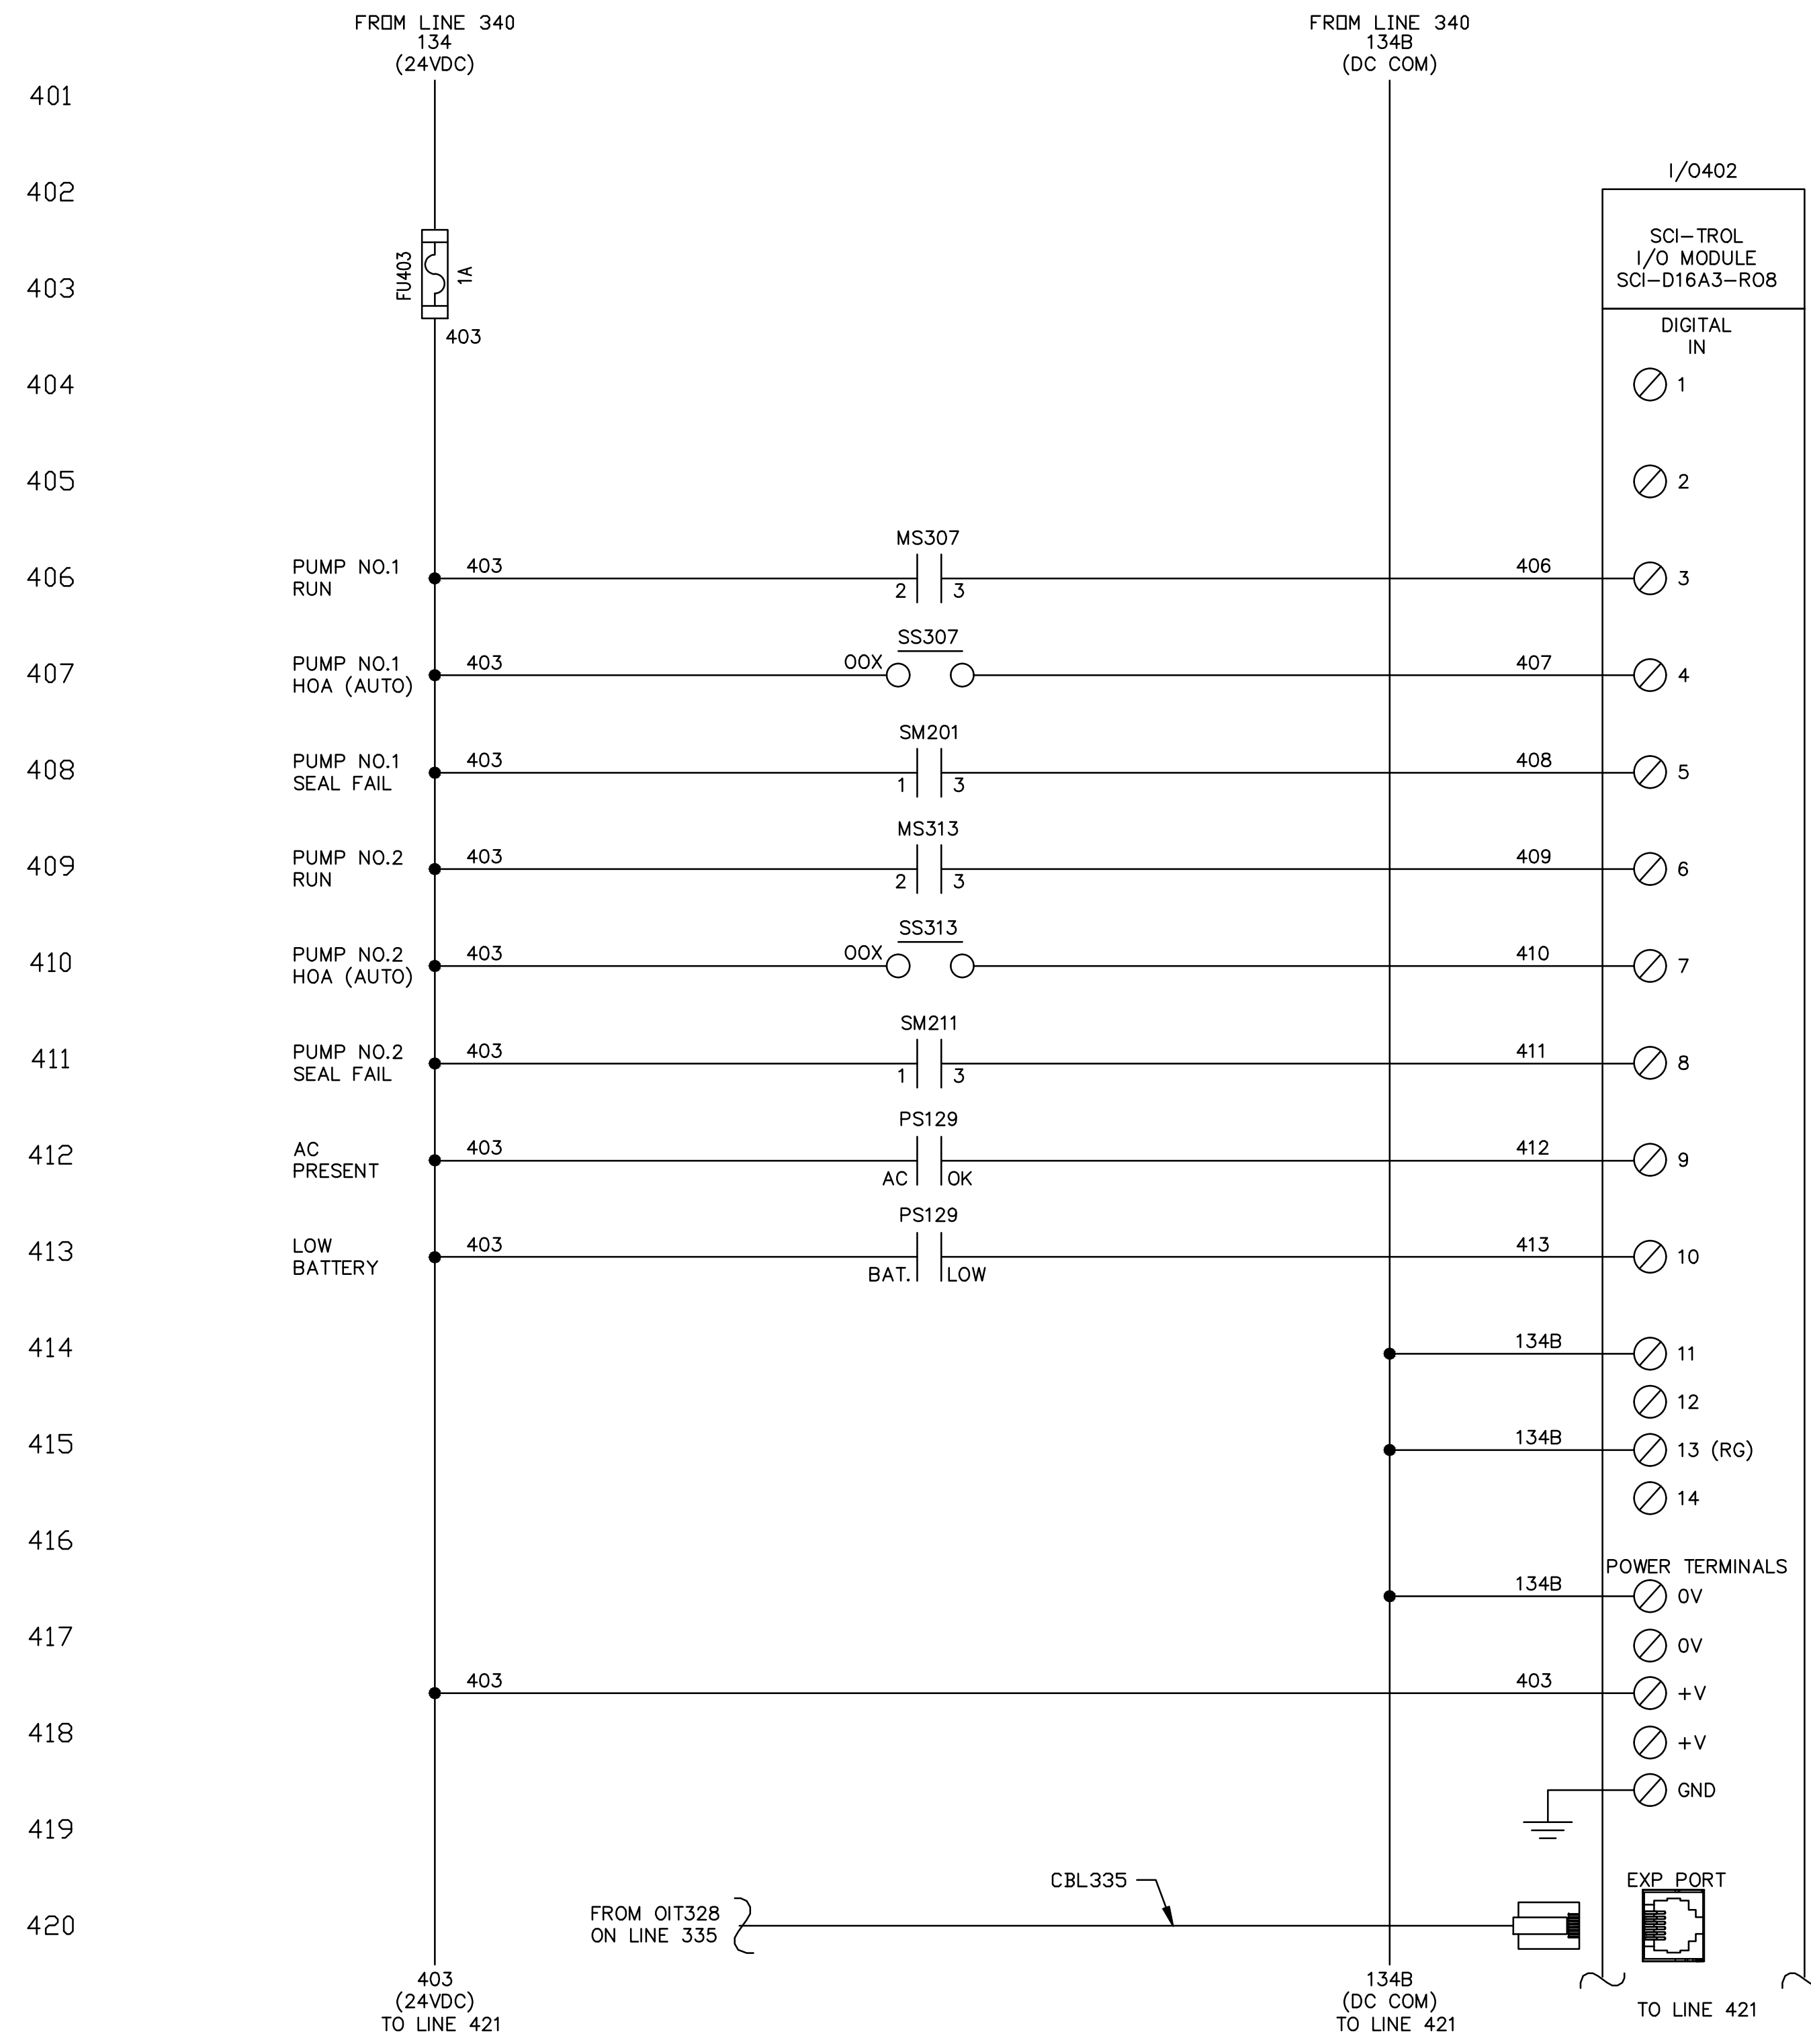 FROM LINE 340
134
(24VDC)
FROM LINE 340
134B
(DC COM)
401
402
I/O402
SCI-TROL
I/O MODULE
SCI-D16A3-RO8
403
FU403
1A
403
DIGITAL
IN
404
1
405
2
406
PUMP NO.1
RUN
403
MS307
2
3
406
3
407
PUMP NO.1
HOA (AUTO)
403
SS307
OOX
407
4
408
PUMP NO.1
SEAL FAIL
403
SM201
1
3
408
5
409
PUMP NO.2
RUN
403
MS313
2
3
409
6
410
PUMP NO.2
HOA (AUTO)
403
SS313
OOX
410
7
411
PUMP NO.2
SEAL FAIL
403
SM211
1
3
411
8
412
AC
PRESENT
403
PS129
AC
OK
412
9
413
LOW
BATTERY
403
PS129
BAT.
LOW
413
10
414
134B
11
12
415
134B
13 (RG)
14
416
POWER TERMINALS
134B
0V
417
0V
403
403
+V
418
+V
GND
419
EXP PORT
CBL335
420
FROM OIT328
ON LINE 335
403
(24VDC)
TO LINE 421
134B
(DC COM)
TO LINE 421
TO LINE 421